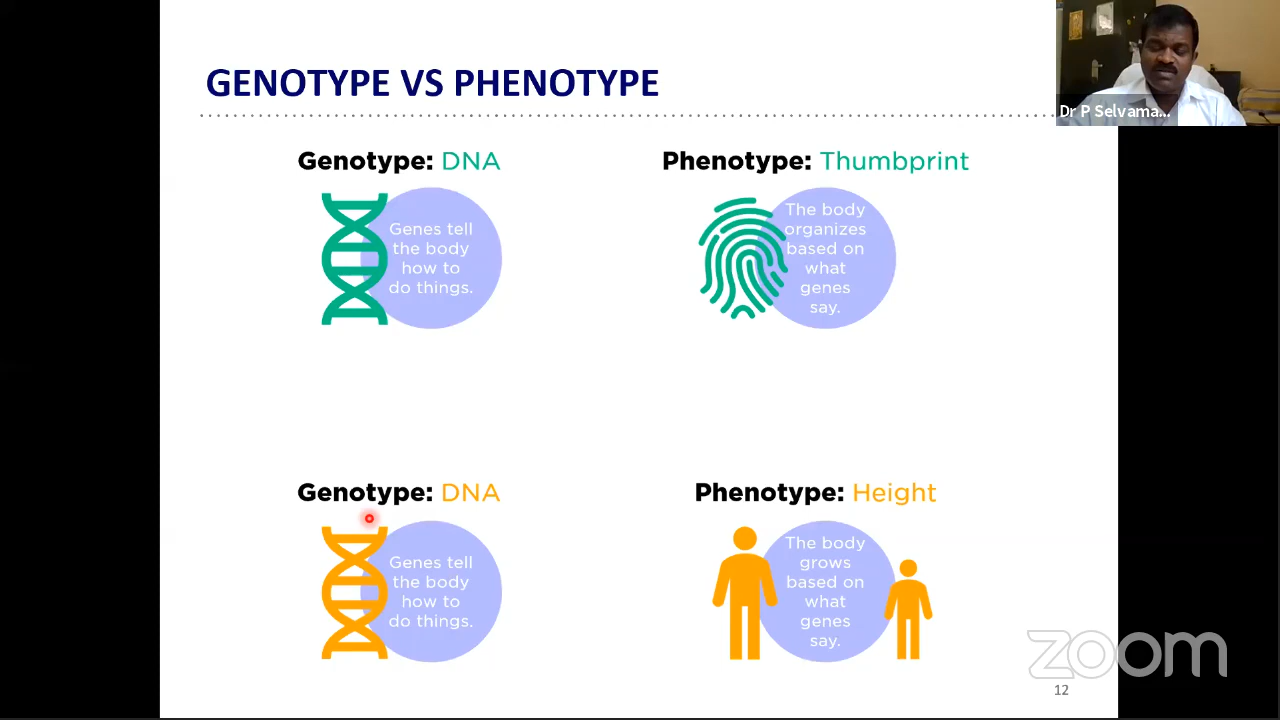 GENOTYPE VS PHENOTYPE
Dr P Selvama...
Genotype: DNA
Genes tell
the body
how to
do things.
Phenotype: Thumbprint
The body
organizes
based on
what
genes
say.
Genotype: DNA
Genes tell
the body
how to
do things.
Phenotype: Height
The body
grows
based on
what
genes
say.
zoom
12